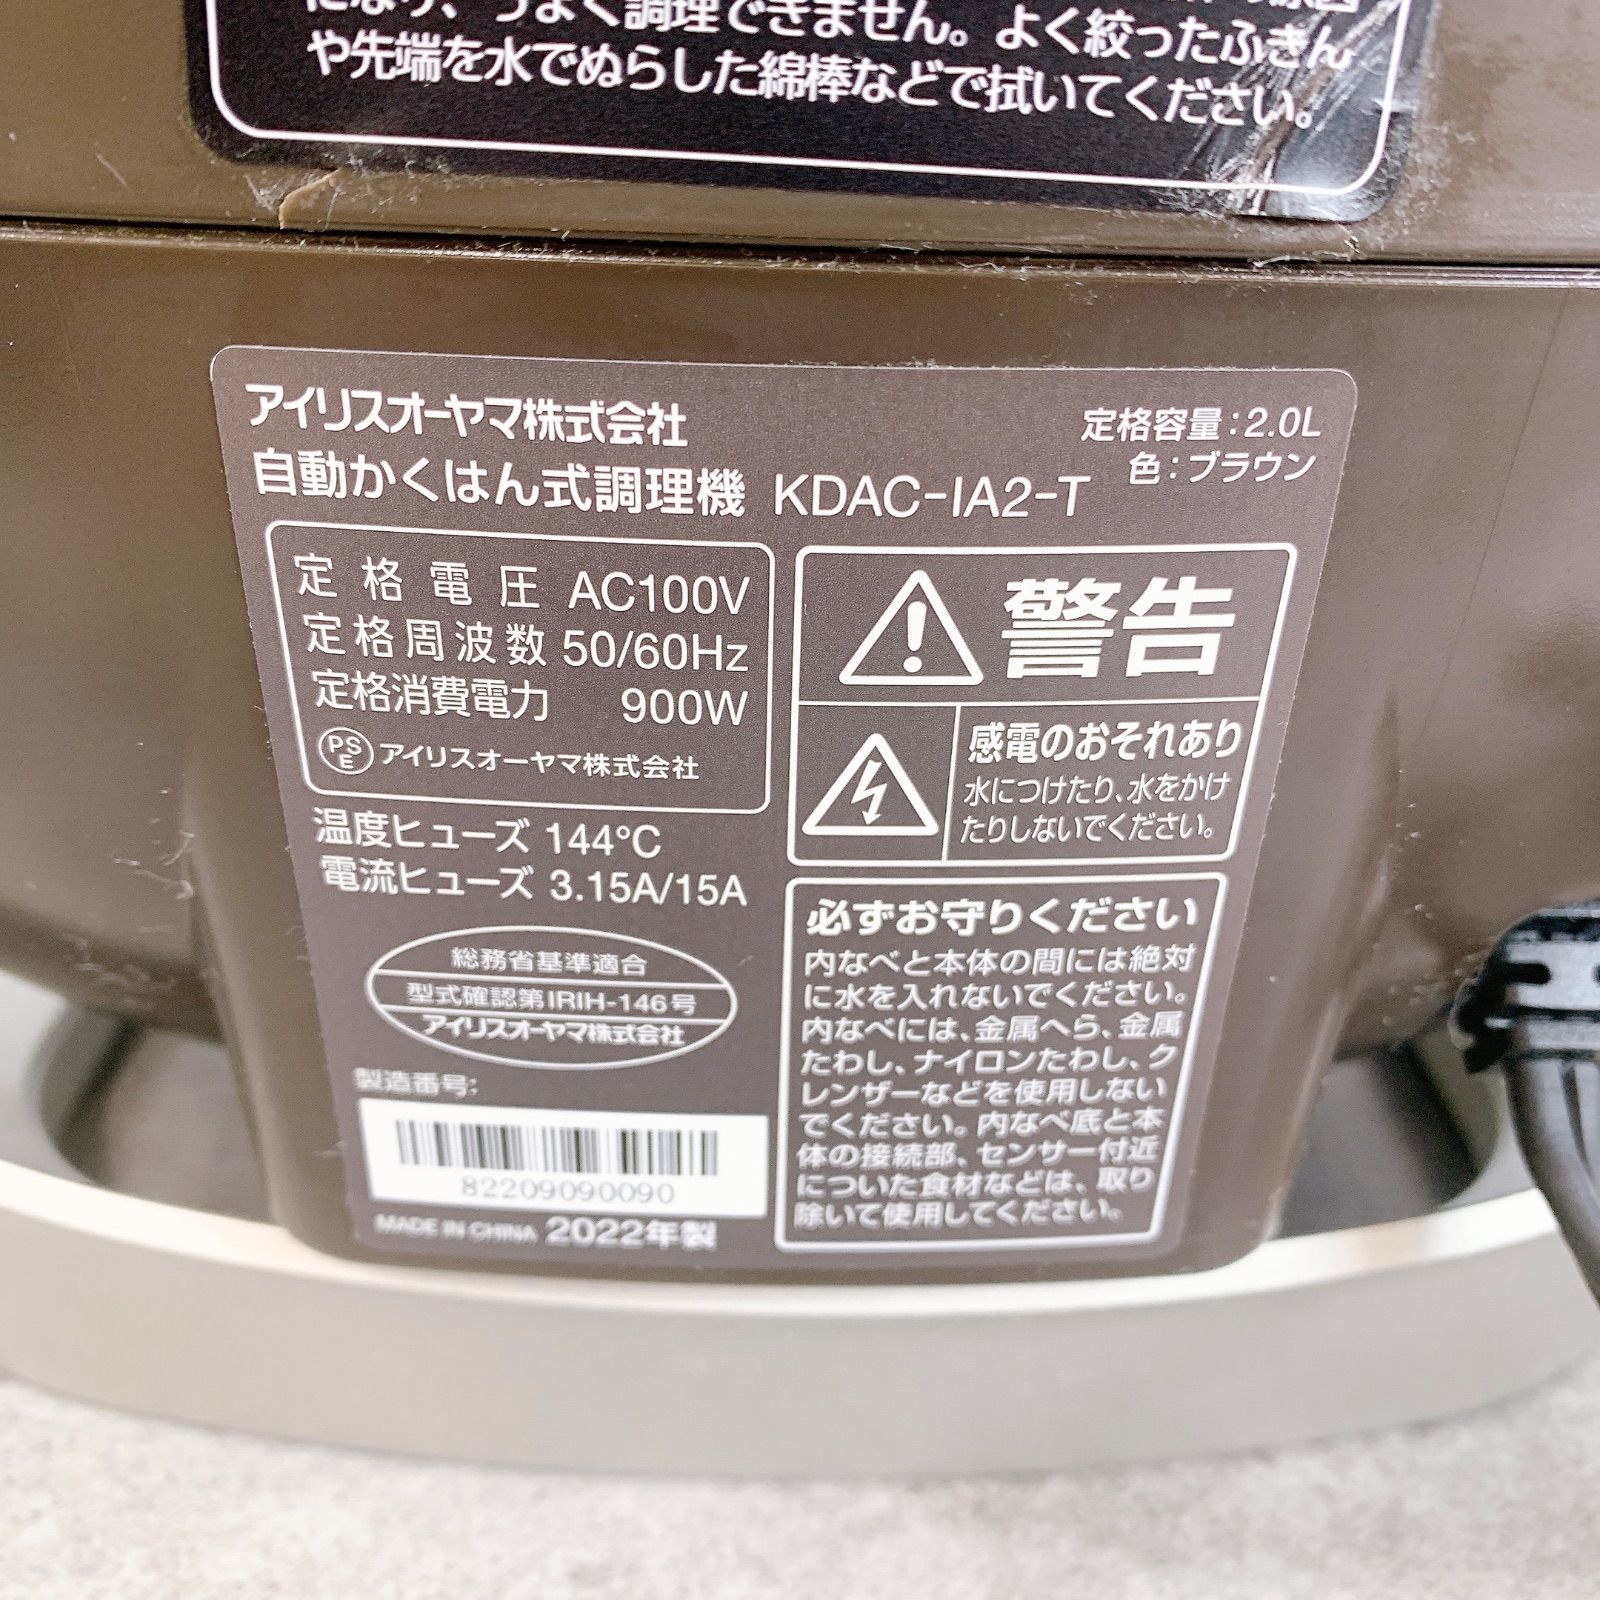 になり、うまく調理できません。よく絞ったふきん
や先端を水でぬらした綿棒などで拭いてください。
アイリスオーヤマ株式会社
自動かくはん式調理機 KDAC-IA2-T
定格容量:2.0L
色:ブラウン
定格電圧 AC100V
定格周波数 50/60Hz
定格消費電力 900W
PSE アイリスオーヤマ株式会社
温度ヒューズ 144℃
電流ヒューズ 3.15A/15A
総務省基準適合
型式確認第IRIH-146号
アイリスオーヤマ株式会社
製造番号:
82209090090
MADE IN CHINA 2022年製
警告
感電のおそれあり
水につけたり、水をかけ
たりしないでください。
必ずお守りください
内なべと本体の間には絶対
に水を入れないでください。
内なべには、金属へら、金属
たわし、ナイロンたわし、ク
レンザーなどを使用しない
でください。内なべ底と本
体の接続部、センサー付近
についた食材などは、取り
除いて使用してください。